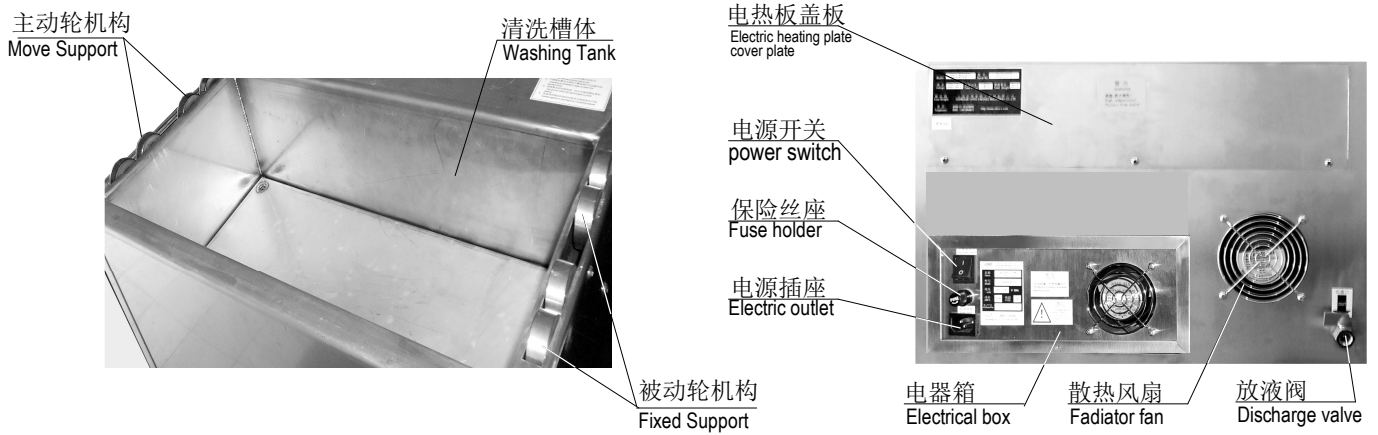 主动轮机构
Move Support
清洗槽体
Washing Tank
被动轮机构
Fixed Support
电热板盖板
Electric heating plate
cover plate
电源开关
power switch
保险丝座
Fuse holder
电源插座
Electric outlet
电器箱
Electrical box
散热风扇
Fadiator fan
放液阀
Discharge valve